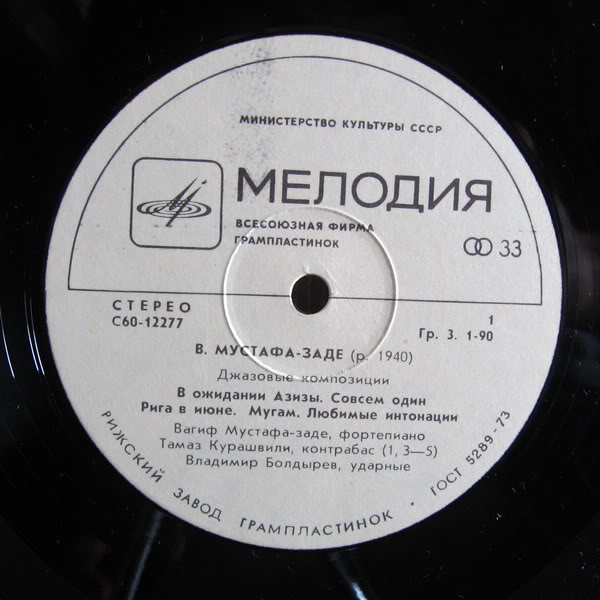 МИНИСТЕРСТВО КУЛЬТУРЫ СССР
МЕЛОДИЯ
ВСЕСОЮЗНАЯ ФИРМА
ГРАМПЛАСТИНОК
33
СТЕРЕО
С60-12277
1
Гр. 3. 1-90
В. МУСТАФА-ЗАДЕ (р. 1940)
Джазовые композиции
В ожидании Азизы. Совсем один
Рига в июне. Мугам. Любимые интонации
Вагиф Мустафа-заде, фортепиано
Тамаз Курашвили, контрабас (1, 3—5)
Владимир Болдырев, ударные
РИЖСКИЙ ЗАВОД ГРАМПЛАСТИНОК • ГОСТ 5289-73